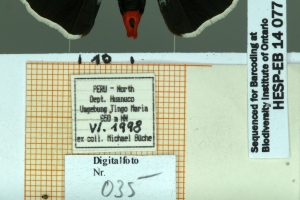 18
PERU - North
Dept. Huanuco
Umgebung Jingo Maria
650 m NN
VI. 1998
ex coll. Michael Büche
Digitalfoto
Nr.
035
Sequenced for Barcoding at
Biodiversity Institute of Ontario
HESP-EB 14 077